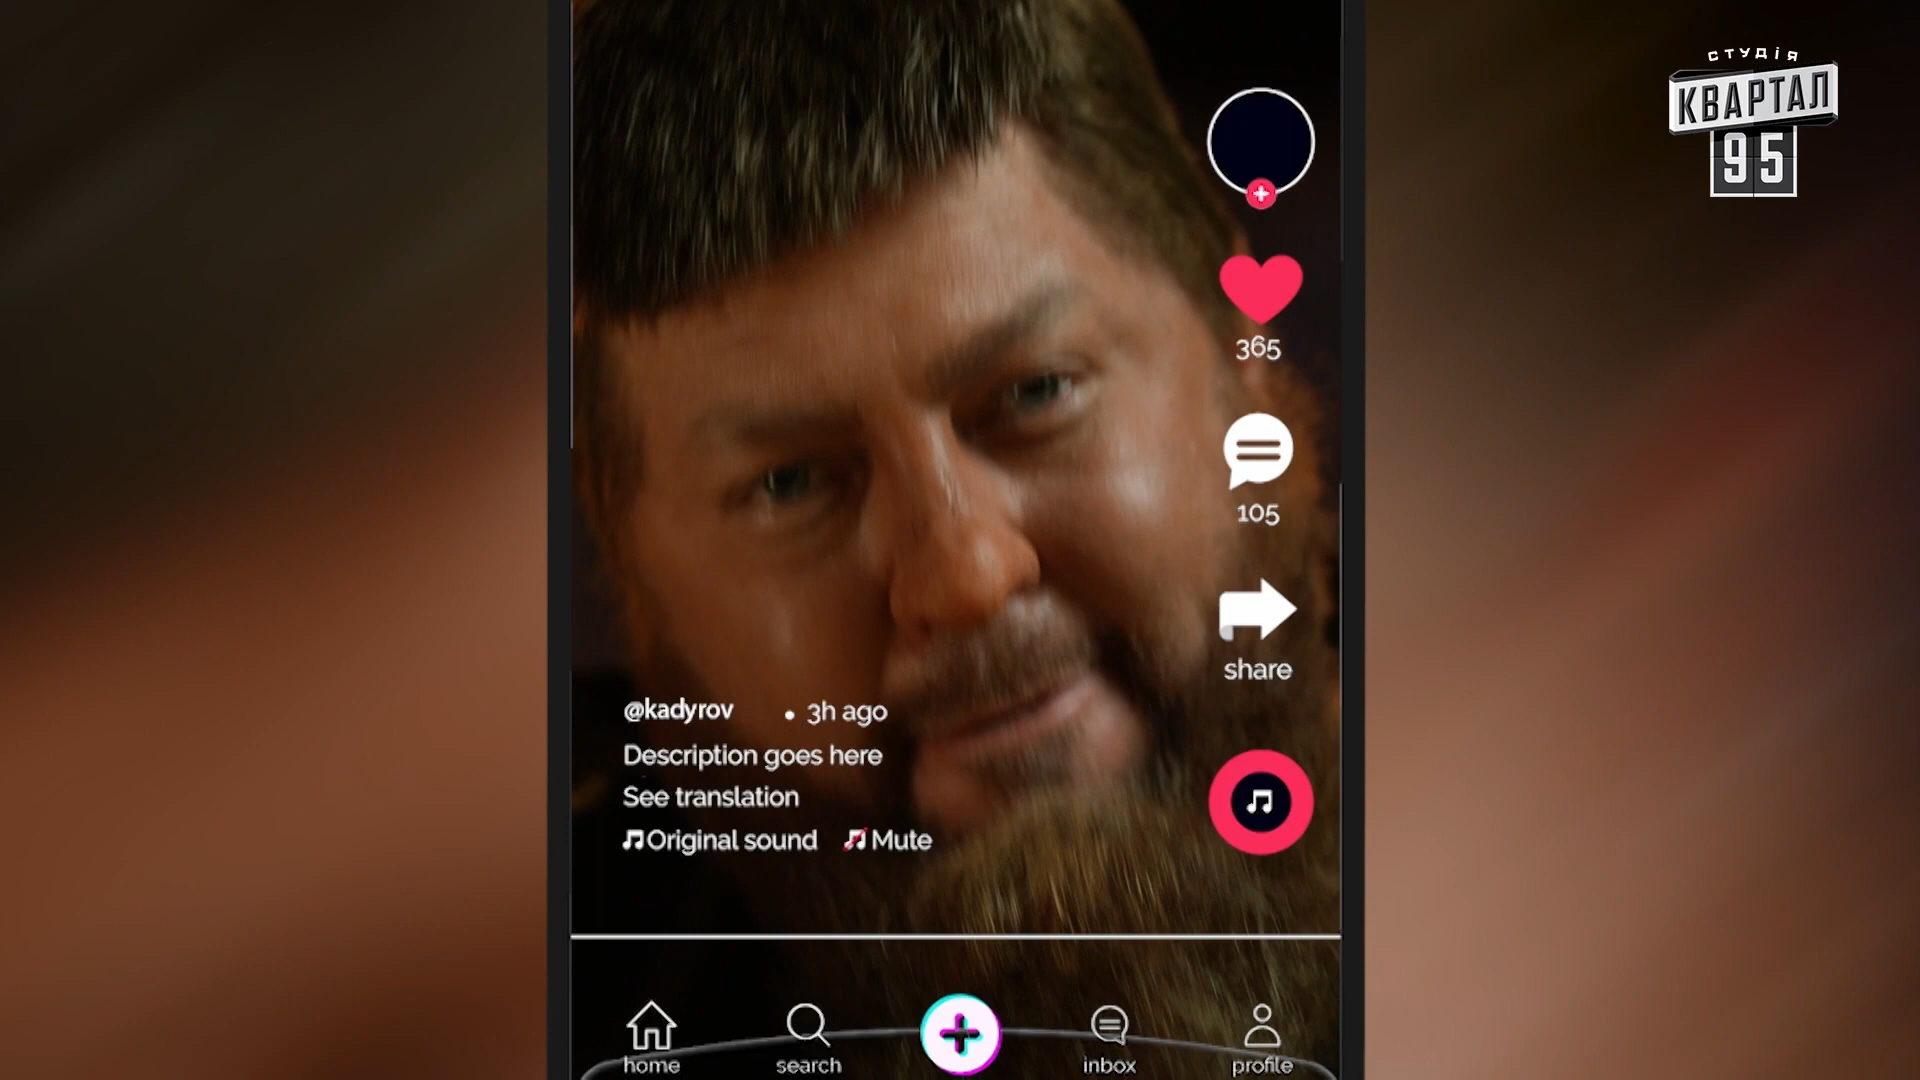 СТУДІЯ
КВАРТАЛ
95
365
105
share
@kadyrov • 3h ago
Description goes here
See translation
Original sound Mute
home search inbox profile